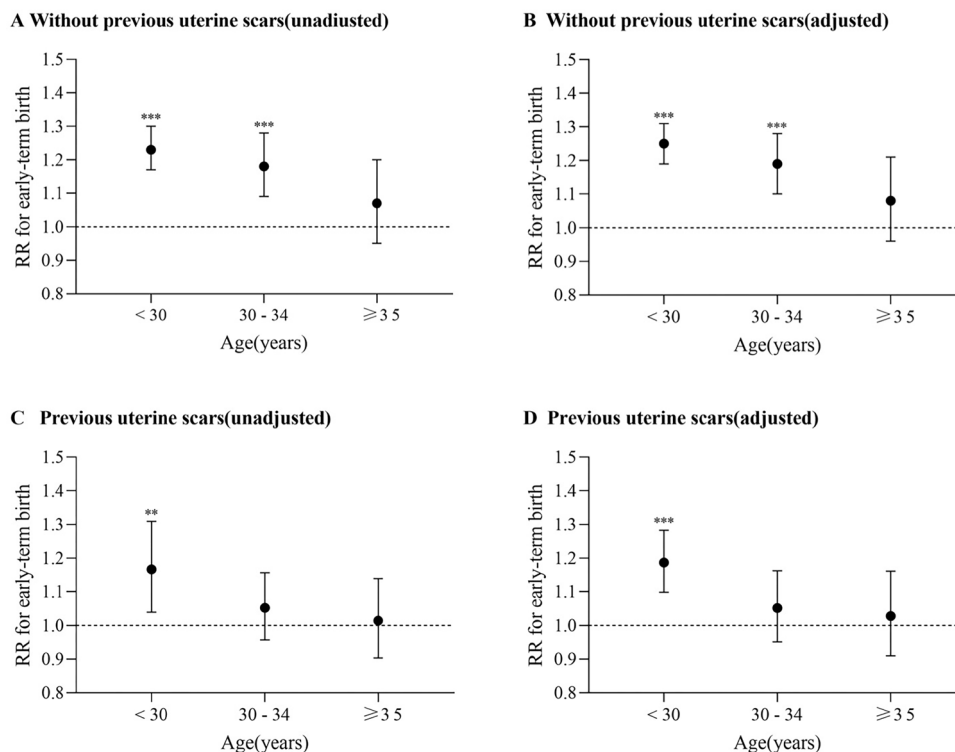 A Without previous uterine scars(unadjusted)
1.5
1.4
1.3
1.2
1.1
1.0
0.9
0.8
RR for early-term birth
***
***
< 30
30 - 34
⩾3 5
Age(years)
B Without previous uterine scars(adjusted)
1.5
1.4
1.3
1.2
1.1
1.0
0.9
0.8
RR for early-term birth
***
***
< 30
30 - 34
⩾3 5
Age(years)
C Previous uterine scars(unadjusted)
1.5
1.4
1.3
1.2
1.1
1.0
0.9
0.8
RR for early-term birth
**
< 30
30 - 34
⩾3 5
Age(years)
D Previous uterine scars(adjusted)
1.5
1.4
1.3
1.2
1.1
1.0
0.9
0.8
RR for early-term birth
***
< 30
30 - 34
⩾3 5
Age(years)